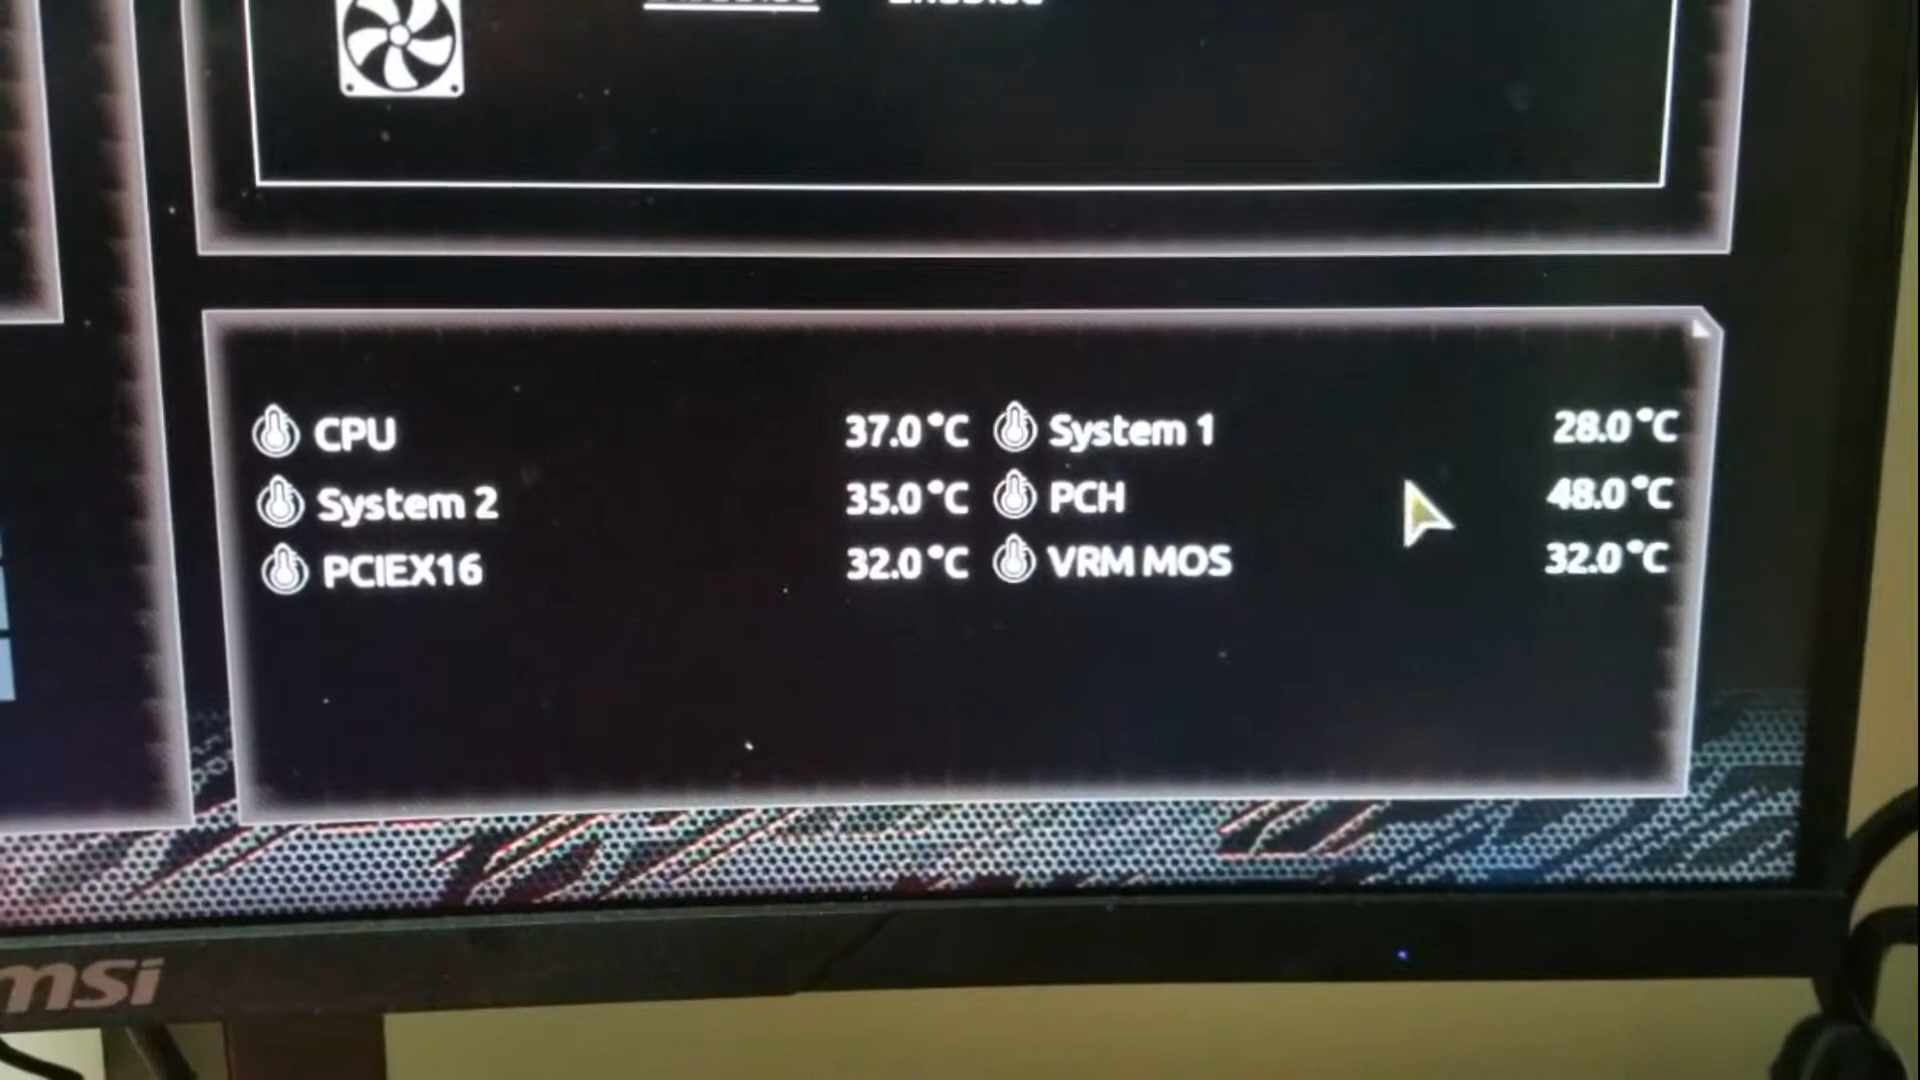 CPU 37.0°C System 1 28.0°C
System 2 35.0°C PCH 48.0°C
PCIEX16 32.0°C VRM MOS 32.0°C
msi